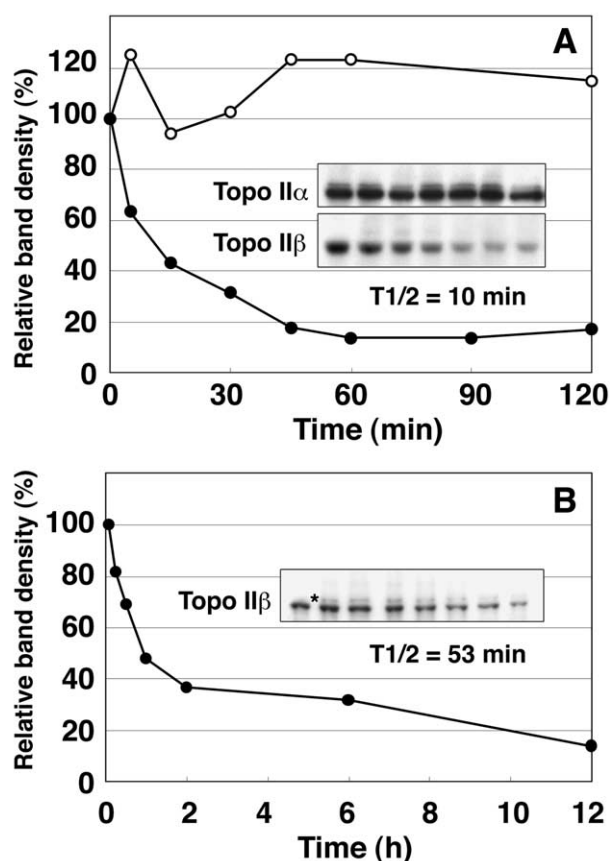 A
Relative band density (%)
120
100
80
60
40
20
0
Topo IIα
Topo IIβ
T1/2 = 10 min
0 30 60 90 120
Time (min)
B
Relative band density (%)
100
80
60
40
20
0
Topo IIβ
*
T1/2 = 53 min
0 2 4 6 8 10 12
Time (h)